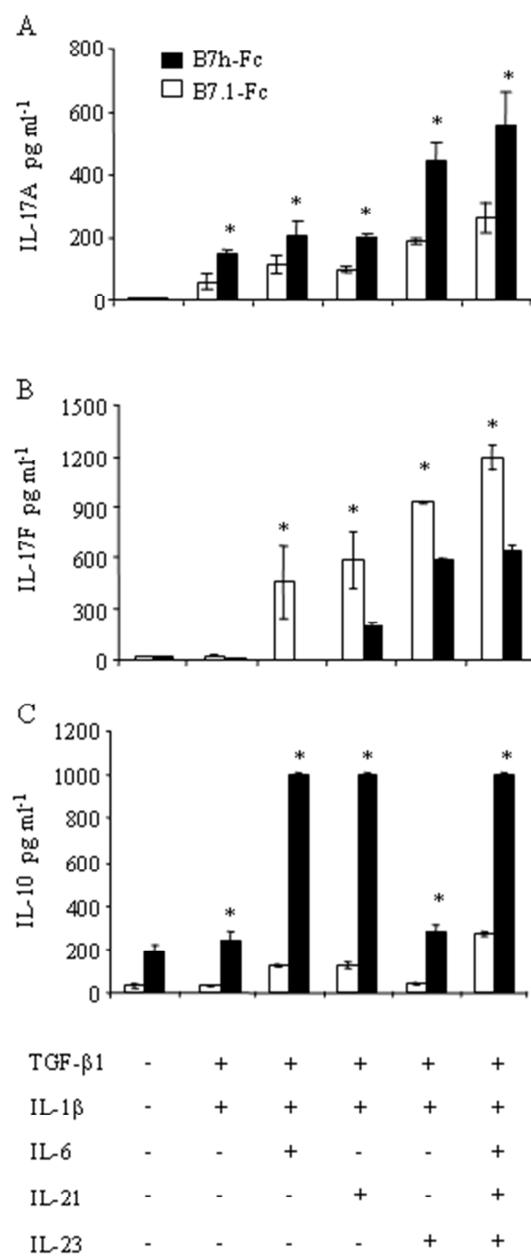 A
800
600
400
200
0
IL-17A pg ml-1
B7h-Fc
B7.1-Fc
* * * * *
B
1500
1200
900
600
300
0
IL-17F pg ml-1
* * * *
C
1200
1000
800
600
400
200
0
IL-10 pg ml-1
* * * * *
TGF-β1 - + + + + +
IL-1β - + + + + +
IL-6 - - + - - +
IL-21 - - - + - +
IL-23 - - - - + +